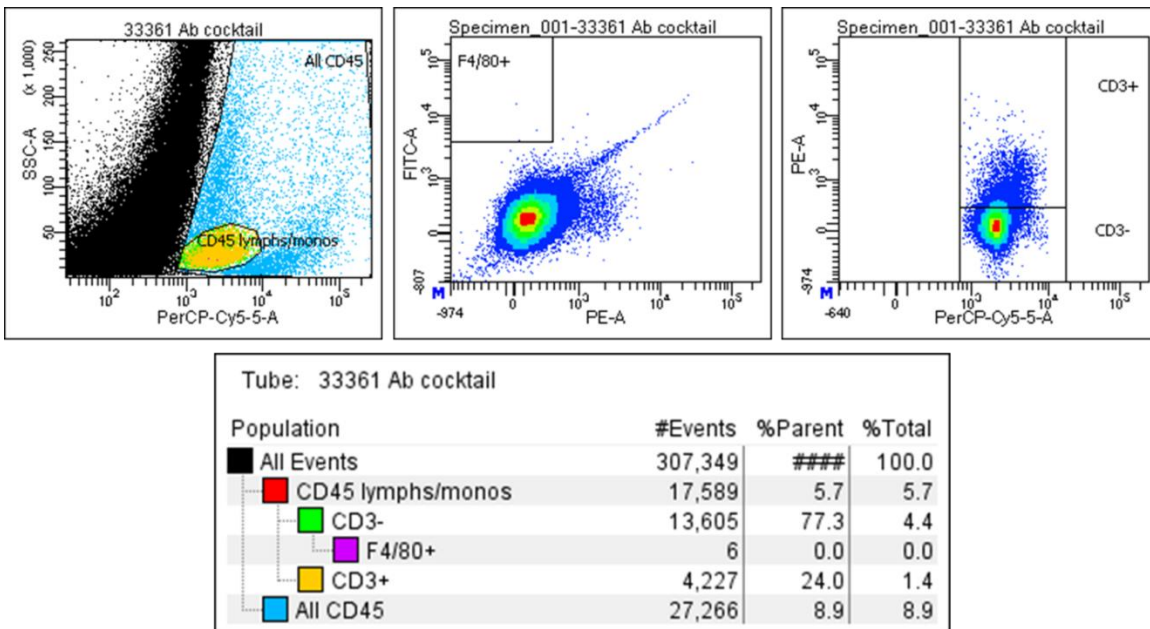 33361 Ab cocktail
All CD45
CD45 lymphs/monos
SSC-A
(x 1,000)
50
100
150
200
250
10²
10³
10⁴
10⁵
PerCP-Cy5-5-A
Specimen_001-33361 Ab cocktail
F4/80+
FITC-A
10⁵
10⁴
10³
0
-807
M
-974
0
10³
10⁴
10⁵
PE-A
Specimen_001-33361 Ab cocktail
CD3+
CD3-
PE-A
10⁵
10⁴
10³
0
-974
M
-640
0
10³
10⁴
10⁵
PerCP-Cy5-5-A
Tube: 33361 Ab cocktail
Population #Events %Parent %Total
All Events 307,349 #### 100.0
CD45 lymphs/monos 17,589 5.7 5.7
CD3- 13,605 77.3 4.4
F4/80+ 6 0.0 0.0
CD3+ 4,227 24.0 1.4
All CD45 27,266 8.9 8.9